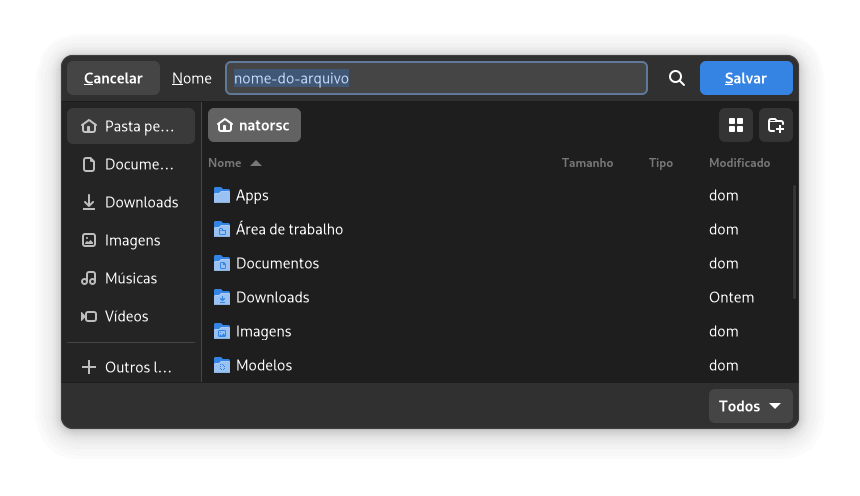 Cancelar Nome nome-do-arquivo Salvar
Pasta pe... natorsc
Nome Tamanho Tipo Modificado
Docume...
Apps dom
Downloads
Área de trabalho dom
Imagens
Documentos dom
Músicas
Downloads Ontem
Vídeos
Imagens dom
Outros l...
Modelos dom
Todos